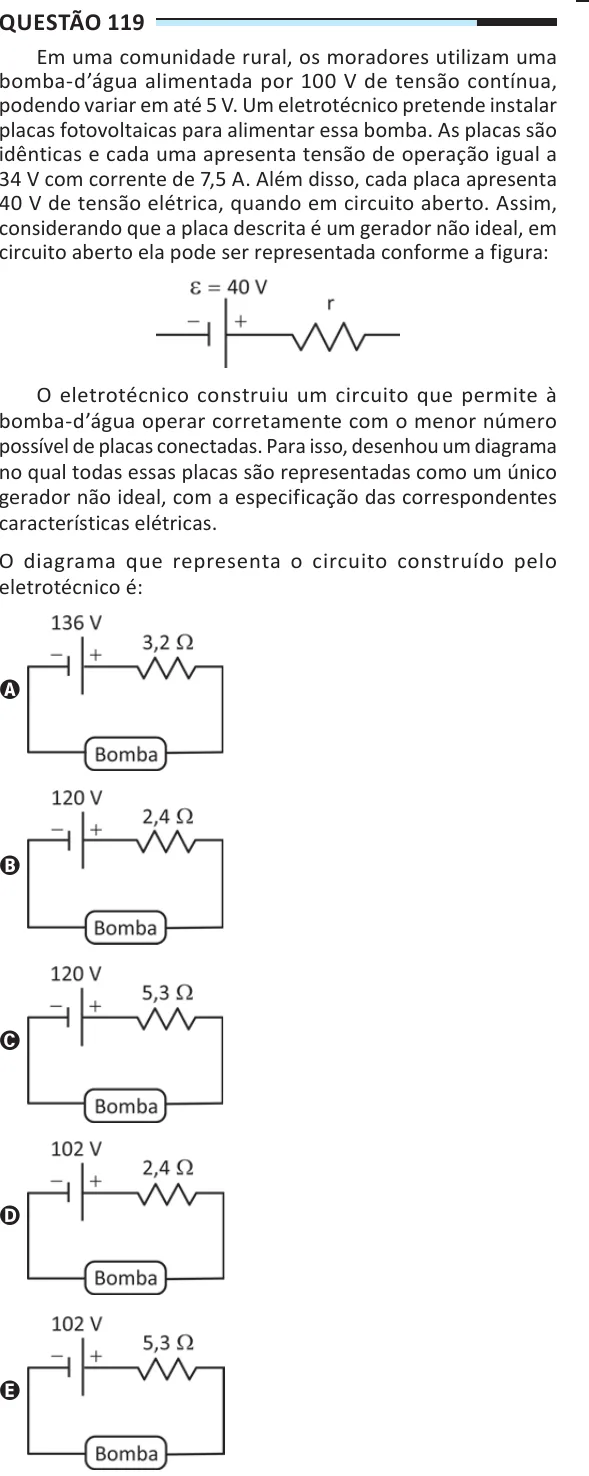 QUESTÃO 119
Em uma comunidade rural, os moradores utilizam uma
bomba-d’água alimentada por 100 V de tensão contínua,
podendo variar em até 5 V. Um eletrotécnico pretende instalar
placas fotovoltaicas para alimentar essa bomba. As placas são
idênticas e cada uma apresenta tensão de operação igual a
34 V com corrente de 7,5 A. Além disso, cada placa apresenta
40 V de tensão elétrica, quando em circuito aberto. Assim,
considerando que a placa descrita é um gerador não ideal, em
circuito aberto ela pode ser representada conforme a figura:
ε = 40 V
r
− +
O eletrotécnico construiu um circuito que permite à
bomba-d’água operar corretamente com o menor número
possível de placas conectadas. Para isso, desenhou um diagrama
no qual todas essas placas são representadas como um único
gerador não ideal, com a especificação das correspondentes
características elétricas.
O diagrama que representa o circuito construído pelo
eletrotécnico é:
136 V
3,2 Ω
− +
A
Bomba
120 V
2,4 Ω
− +
B
Bomba
120 V
5,3 Ω
− +
C
Bomba
102 V
2,4 Ω
− +
D
Bomba
102 V
5,3 Ω
− +
E
Bomba